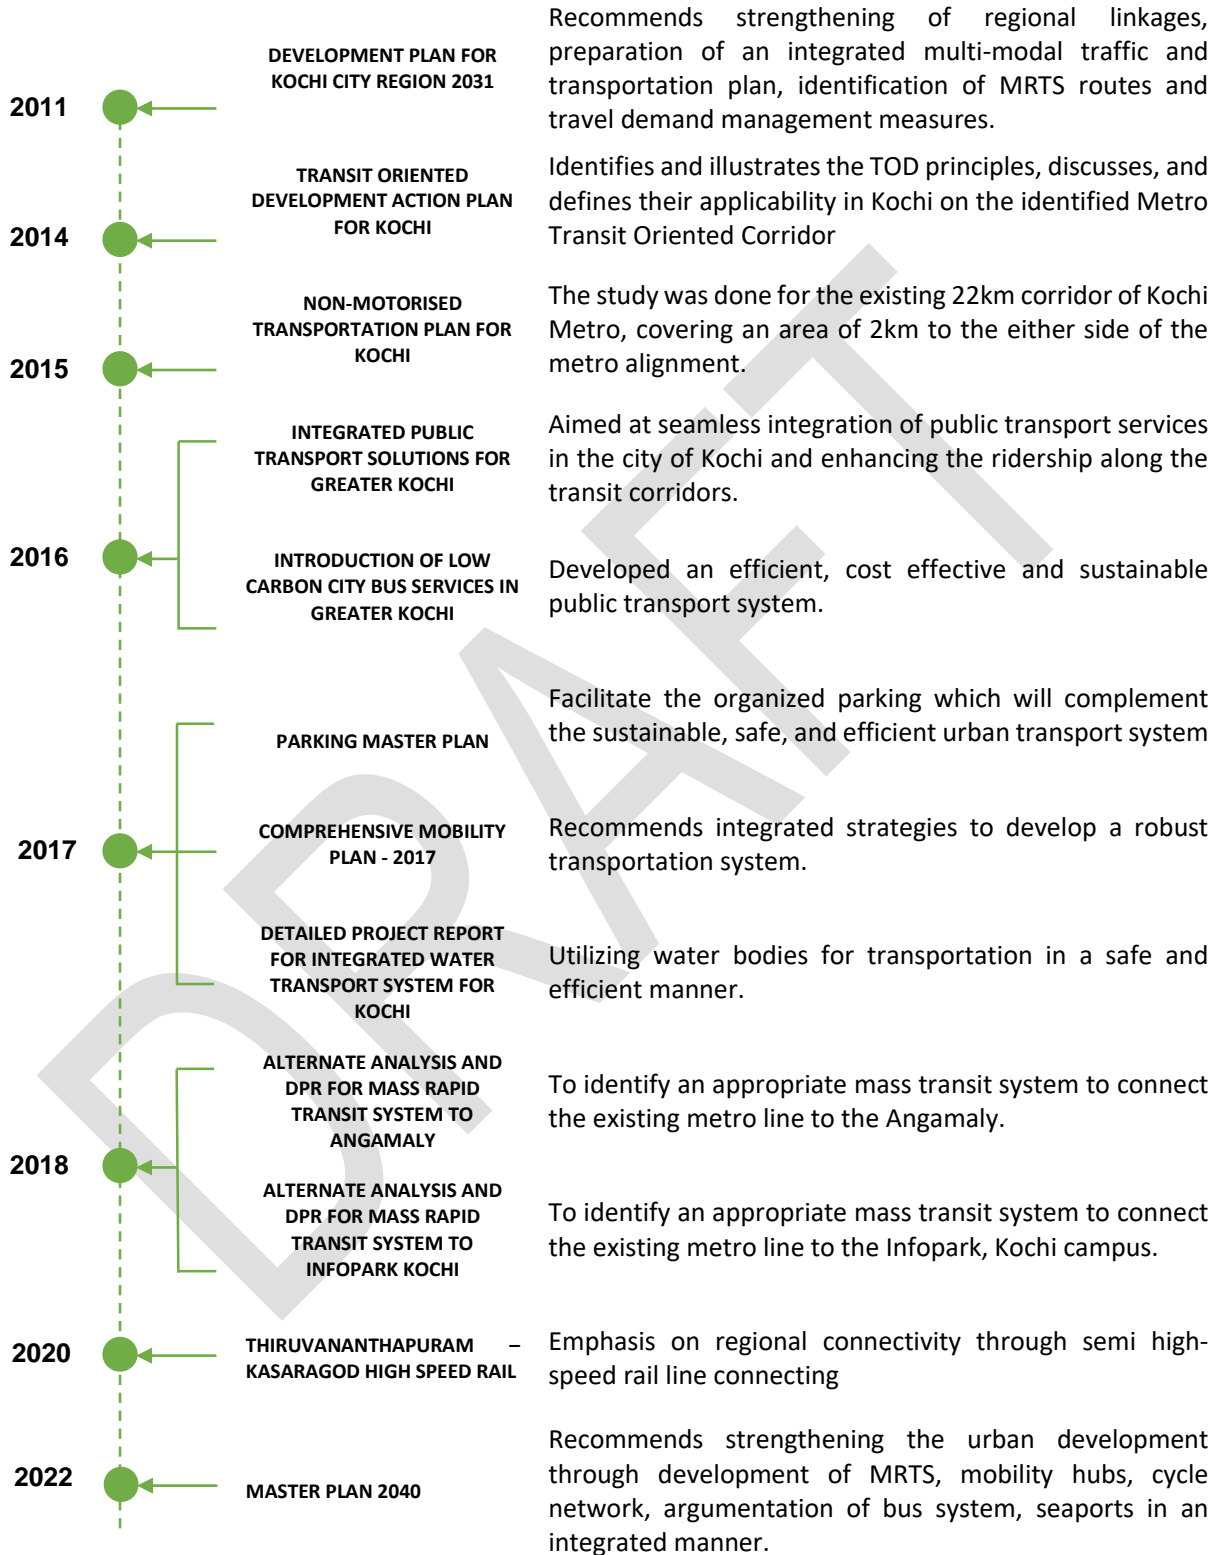 2011
DEVELOPMENT PLAN FOR
KOCHI CITY REGION 2031
Recommends strengthening of regional linkages,
preparation of an integrated multi-modal traffic and
transportation plan, identification of MRTS routes and
travel demand management measures.
2014
TRANSIT ORIENTED
DEVELOPMENT ACTION PLAN
FOR KOCHI
Identifies and illustrates the TOD principles, discusses, and
defines their applicability in Kochi on the identified Metro
Transit Oriented Corridor
2015
NON-MOTORISED
TRANSPORTATION PLAN FOR
KOCHI
The study was done for the existing 22km corridor of Kochi
Metro, covering an area of 2km to the either side of the
metro alignment.
2016
INTEGRATED PUBLIC
TRANSPORT SOLUTIONS FOR
GREATER KOCHI
Aimed at seamless integration of public transport services
in the city of Kochi and enhancing the ridership along the
transit corridors.
INTRODUCTION OF LOW
CARBON CITY BUS SERVICES IN
GREATER KOCHI
Developed an efficient, cost effective and sustainable
public transport system.
2017
PARKING MASTER PLAN
Facilitate the organized parking which will complement
the sustainable, safe, and efficient urban transport system
COMPREHENSIVE MOBILITY
PLAN - 2017
Recommends integrated strategies to develop a robust
transportation system.
DETAILED PROJECT REPORT
FOR INTEGRATED WATER
TRANSPORT SYSTEM FOR
KOCHI
Utilizing water bodies for transportation in a safe and
efficient manner.
2018
ALTERNATE ANALYSIS AND
DPR FOR MASS RAPID
TRANSIT SYSTEM TO
ANGAMALY
To identify an appropriate mass transit system to connect
the existing metro line to the Angamaly.
ALTERNATE ANALYSIS AND
DPR FOR MASS RAPID
TRANSIT SYSTEM TO
INFOPARK KOCHI
To identify an appropriate mass transit system to connect
the existing metro line to the Infopark, Kochi campus.
2020
THIRUVANANTHAPURAM –
KASARAGOD HIGH SPEED RAIL
Emphasis on regional connectivity through semi high-
speed rail line connecting
2022
MASTER PLAN 2040
Recommends strengthening the urban development
through development of MRTS, mobility hubs, cycle
network, argumentation of bus system, seaports in an
integrated manner.
DRAFT